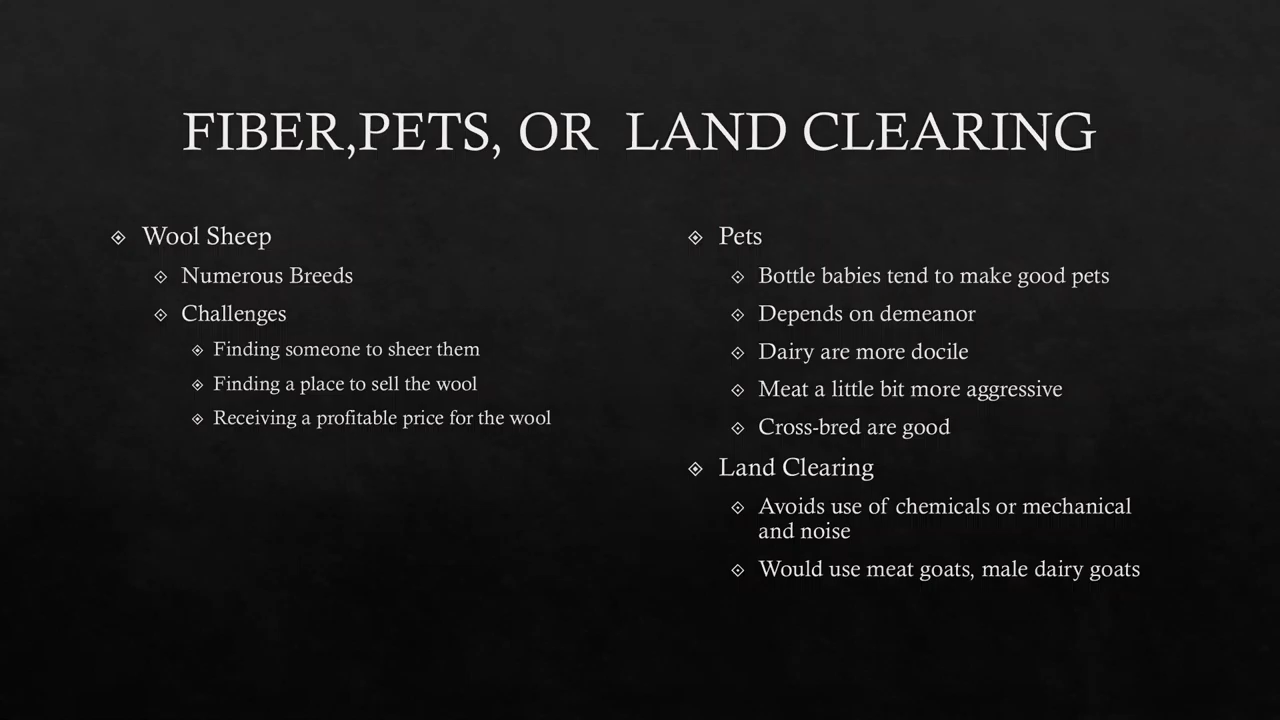 FIBER,PETS, OR LAND CLEARING
Wool Sheep
Numerous Breeds
Challenges
Finding someone to sheer them
Finding a place to sell the wool
Receiving a profitable price for the wool
Pets
Bottle babies tend to make good pets
Depends on demeanor
Dairy are more docile
Meat a little bit more aggressive
Cross-bred are good
Land Clearing
Avoids use of chemicals or mechanical
and noise
Would use meat goats, male dairy goats